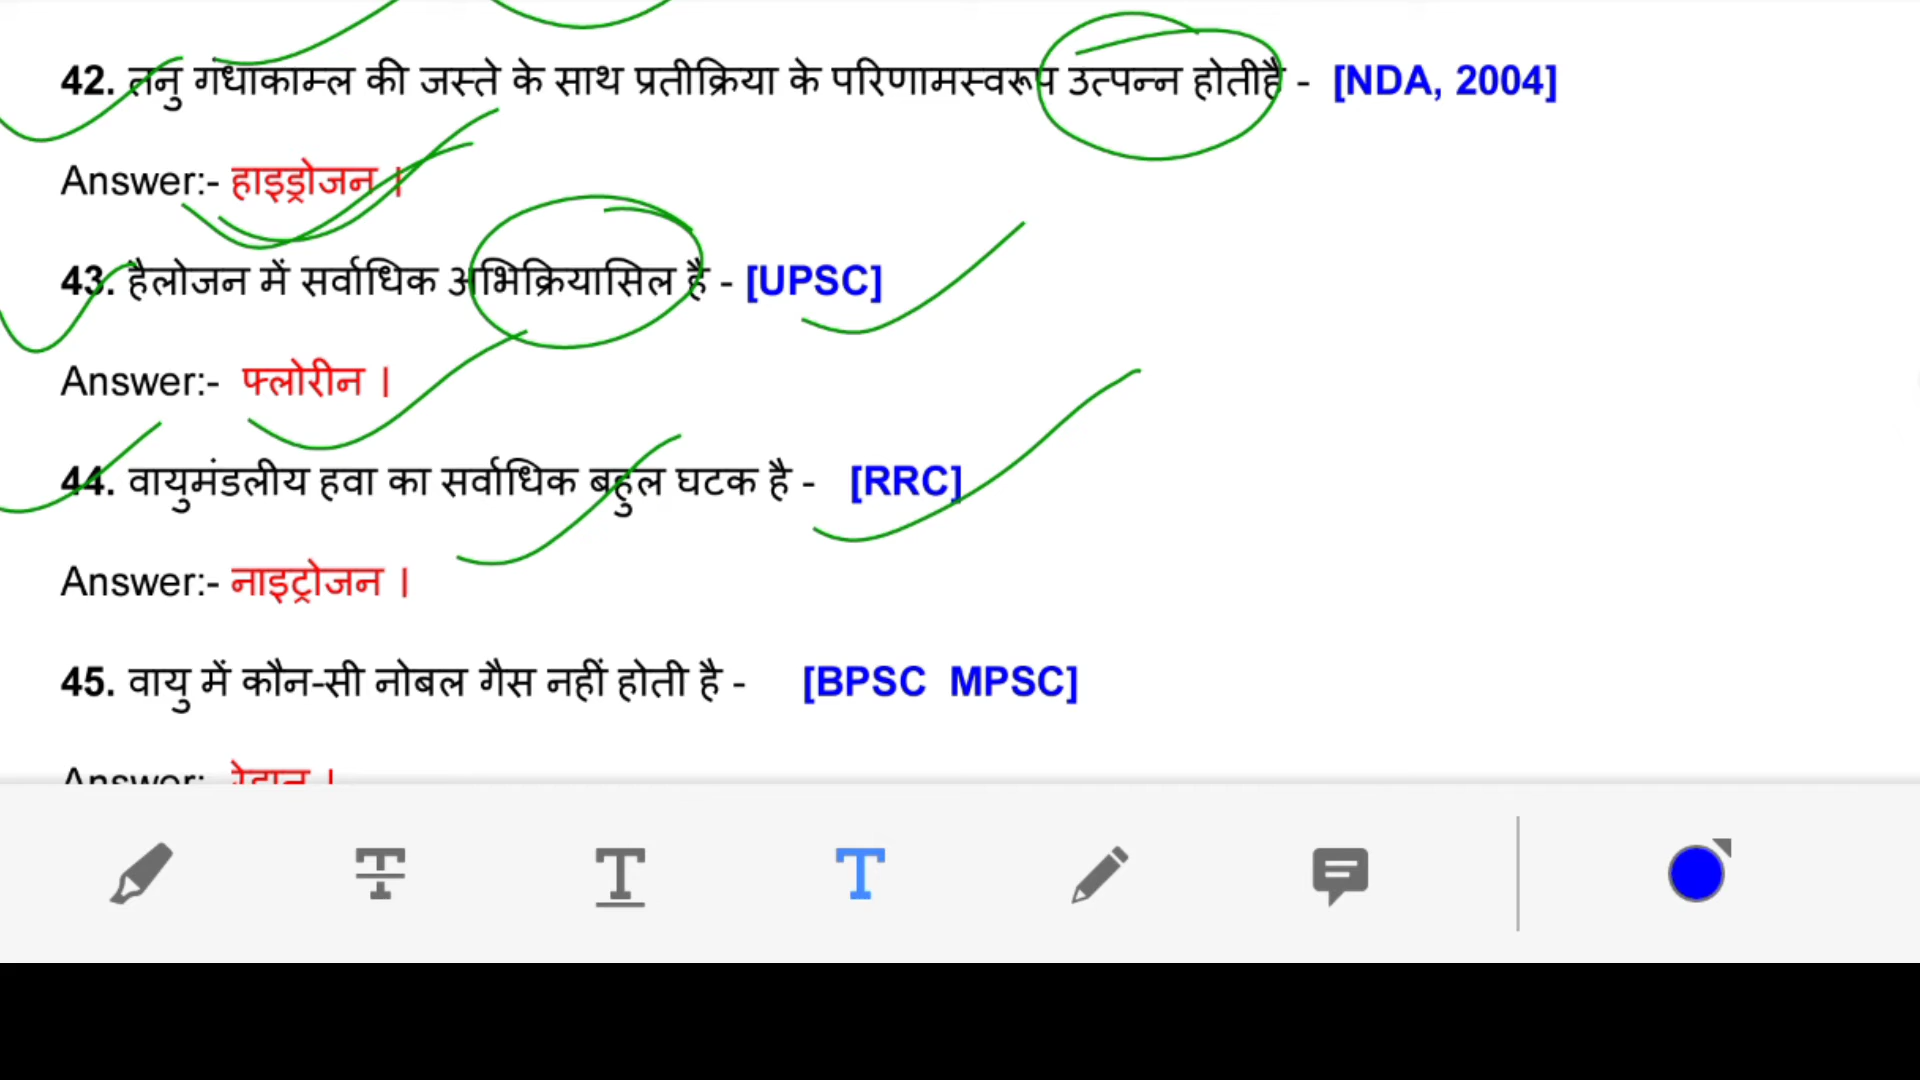 42. तनु गंधाकाम्ल की जस्ते के साथ प्रतीक्रिया के परिणामस्वरूप उत्पन्न होतीहै - [NDA, 2004]
Answer:- हाइड्रोजन ।
43. हैलोजन में सर्वाधिक अभिक्रियासिल है - [UPSC]
Answer:- फ्लोरीन ।
44. वायुमंडलीय हवा का सर्वाधिक बहुल घटक है - [RRC]
Answer:- नाइट्रोजन ।
45. वायु में कौन-सी नोबल गैस नहीं होती है - [BPSC MPSC]
Answer:- रेडान ।